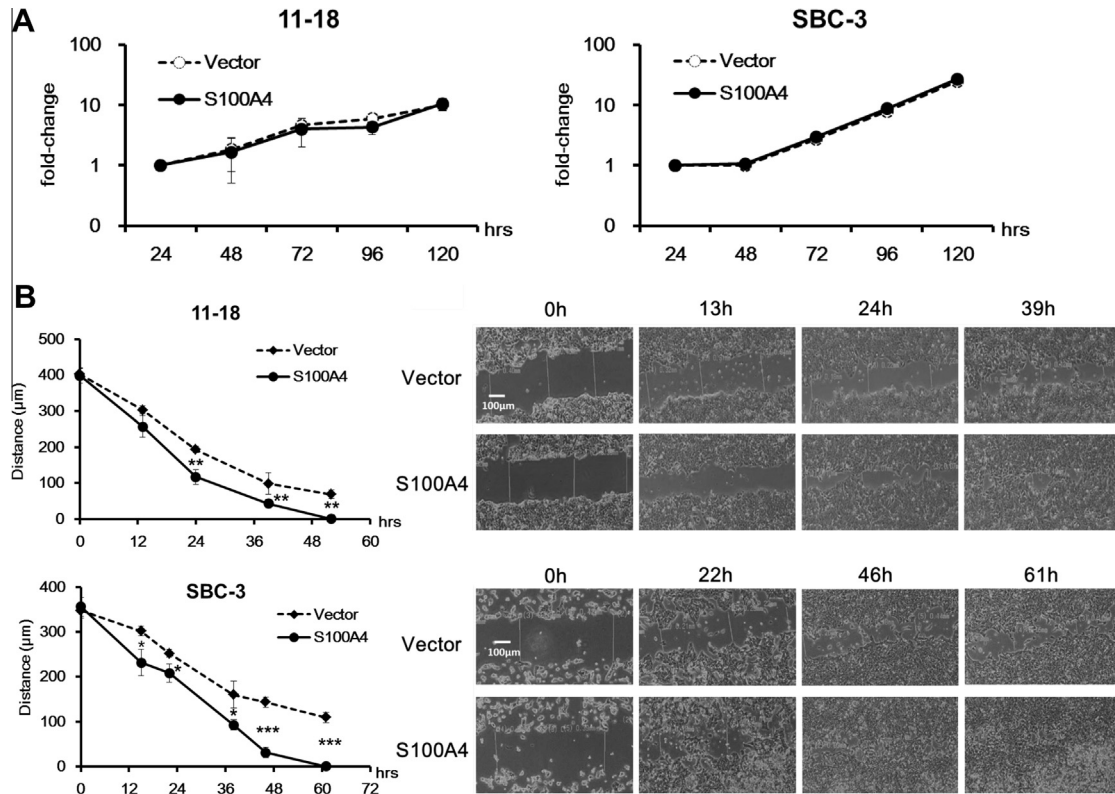 A
11-18
SBC-3
fold-change
100
10
1
0
Vector
S100A4
24 48 72 96 120
hrs
fold-change
100
10
1
0
Vector
S100A4
24 48 72 96 120
hrs
B
11-18
Distance (µm)
500
400
300
200
100
0
Vector
S100A4
**
**
**
0 12 24 36 48 60
hrs
0h 13h 24h 39h
Vector
100µm
S100A4
SBC-3
Distance (µm)
400
300
200
100
0
Vector
S100A4
*
*
*
***
***
0 12 24 36 48 60 72
hrs
0h 22h 46h 61h
Vector
100µm
S100A4